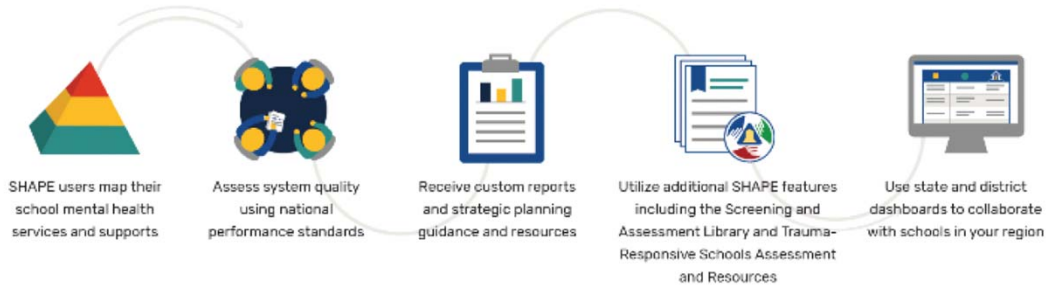 SHAPE users map their
school mental health
services and supports
Assess system quality
using national
performance standards
Receive custom reports
and strategic planning
guidance and resources
Utilize additional SHAPE features
including the Screening and
Assessment Library and Trauma-
Responsive Schools Assessment
and Resources
Use state and district
dashboards to collaborate
with schools in your region